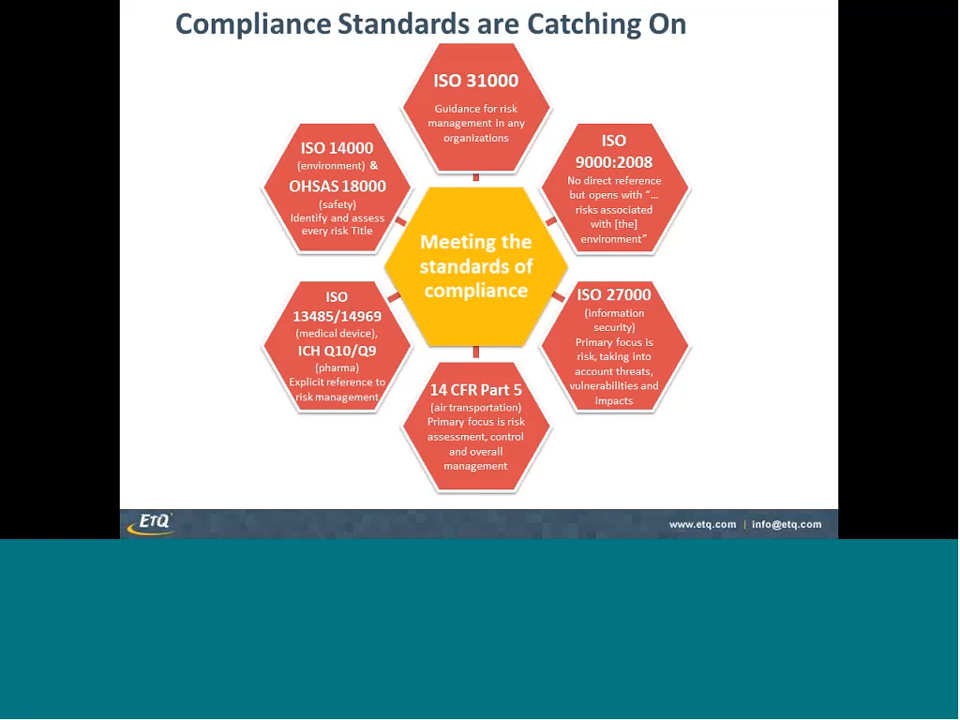 Compliance Standards are Catching On
ISO 31000
Guidance for risk
management in any
organizations
ISO
9000:2008
No direct reference
but opens with “...
risks associated
with [the]
environment”
ISO 27000
(information
security)
Primary focus is
risk, taking into
account threats,
vulnerabilities and
impacts
14 CFR Part 5
(air transportation)
Primary focus is risk
assessment, control
and overall
management
ISO
13485/14969
(medical device),
ICH Q10/Q9
(pharma)
Explicit reference to
risk management
ISO 14000
(environment) &
OHSAS 18000
(safety)
Identify and assess
every risk Title
Meeting the
standards of
compliance
ETQ
www.etq.com | info@etq.com